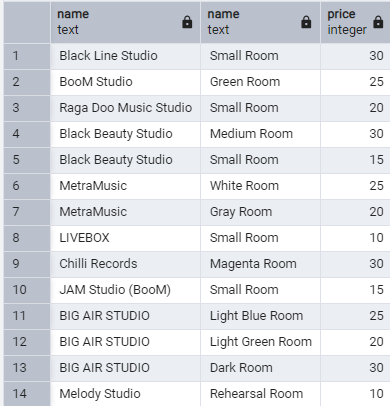 name name price
text text integer
1 Black Line Studio Small Room 30
2 BooM Studio Green Room 25
3 Raga Doo Music Studio Small Room 20
4 Black Beauty Studio Medium Room 30
5 Black Beauty Studio Small Room 15
6 MetraMusic White Room 25
7 MetraMusic Gray Room 20
8 LIVEBOX Small Room 10
9 Chilli Records Magenta Room 30
10 JAM Studio (BooM) Small Room 15
11 BIG AIR STUDIO Light Blue Room 25
12 BIG AIR STUDIO Light Green Room 20
13 BIG AIR STUDIO Dark Room 30
14 Melody Studio Rehearsal Room 10